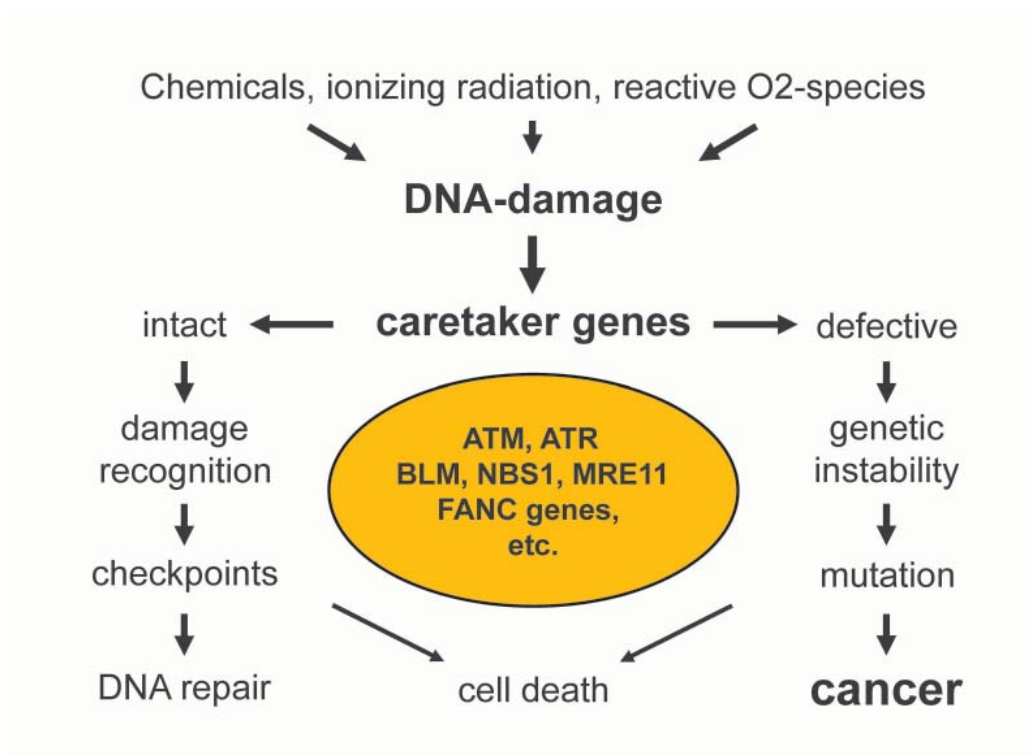 Chemicals, ionizing radiation, reactive O2-species
DNA-damage
intact
caretaker genes
defective
damage
recognition
ATM, ATR
BLM, NBS1, MRE11
FANC genes,
etc.
genetic
instability
checkpoints
mutation
DNA repair
cell death
cancer